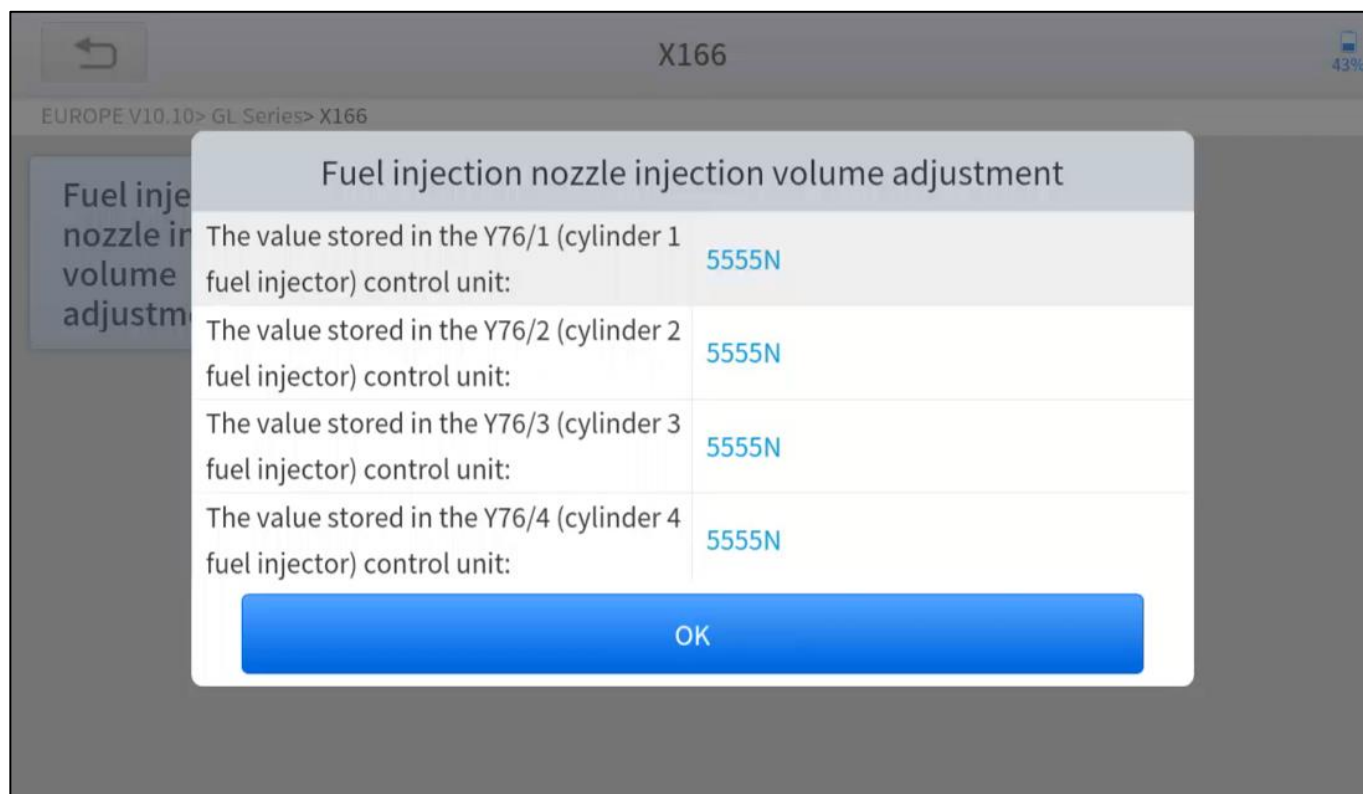 X166
43%
EUROPE V10.10> GL Series> X166
Fuel injection nozzle injection volume adjustment
Fuel inje
nozzle in
volume
adjustm
The value stored in the Y76/1 (cylinder 1
fuel injector) control unit:
5555N
The value stored in the Y76/2 (cylinder 2
fuel injector) control unit:
5555N
The value stored in the Y76/3 (cylinder 3
fuel injector) control unit:
5555N
The value stored in the Y76/4 (cylinder 4
fuel injector) control unit:
5555N
OK